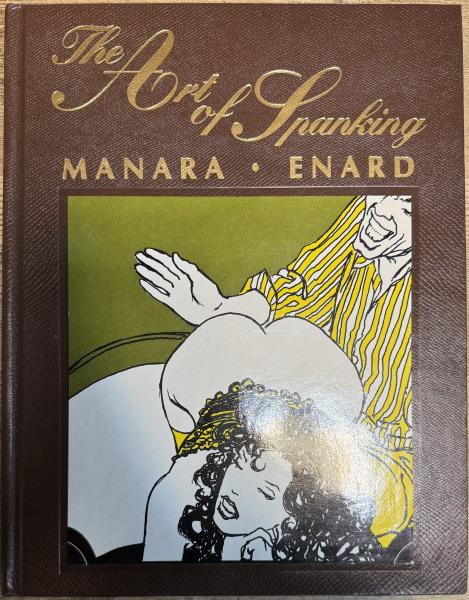 The Art of Spanking
MANARA • ENARD